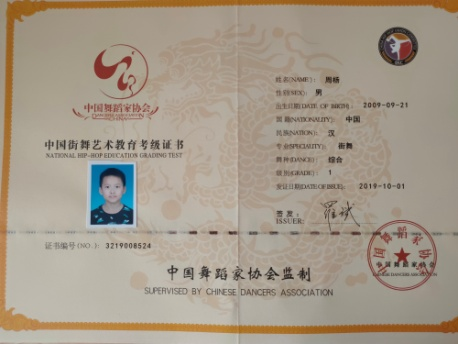 中国舞蹈家协会
CHINESE DANCERS ASSOCIATION
中国街舞艺术教育考级证书
NATIONAL HIP-HOP EDUCATION GRADING TEST
证书编号(NO.): 3219008524
姓名(NAME): 周杨
性别(SEX): 男
出生日期(DATE OF BIRTH): 2009-09-21
国籍(NATIONALITY): 中国
民族(NATION): 汉
专业(SPECIALITY): 街舞
舞种(DANCE): 综合
级别(GRADE): 1
发证日期(DATE OF ISSUE): 2019-10-01
签发:
ISSUER:
罗斌
中国舞蹈家协会
中国舞蹈家协会监制
SUPERVISED BY CHINESE DANCERS ASSOCIATION